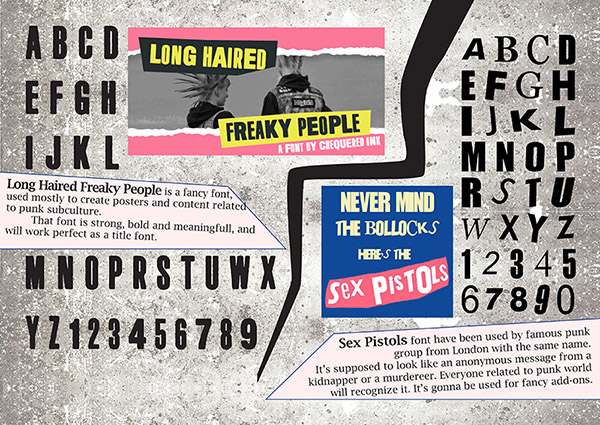 A B C D
E F G H
I J K L
LONG HAIRED
FREAKY PEOPLE
A FONT BY CHEQUERED INK
Long Haired Freaky People is a fancy font,
used mostly to create posters and content related
to punk subculture.
That font is strong, bold and meaningfull, and
will work perfect as a title font.
M N O P R S T U W X
Y Z 1 2 3 4 5 6 7 8 9
A B C D
E F G H
I J K L
M N O P
R S T U
W X Y Z
1 2 3 4 5
6 7 8 9 0
NEVER MIND
THE BOLLOCKS
HERE'S THE
SEX PISTOLS
Sex Pistols font have been used by famous punk
group from London with the same name.
It's supposed to look like an anonymous message from a
kidnapper or a murdereer. Everyone related to punk world
will recognize it. It's gonna be used for fancy add-ons.